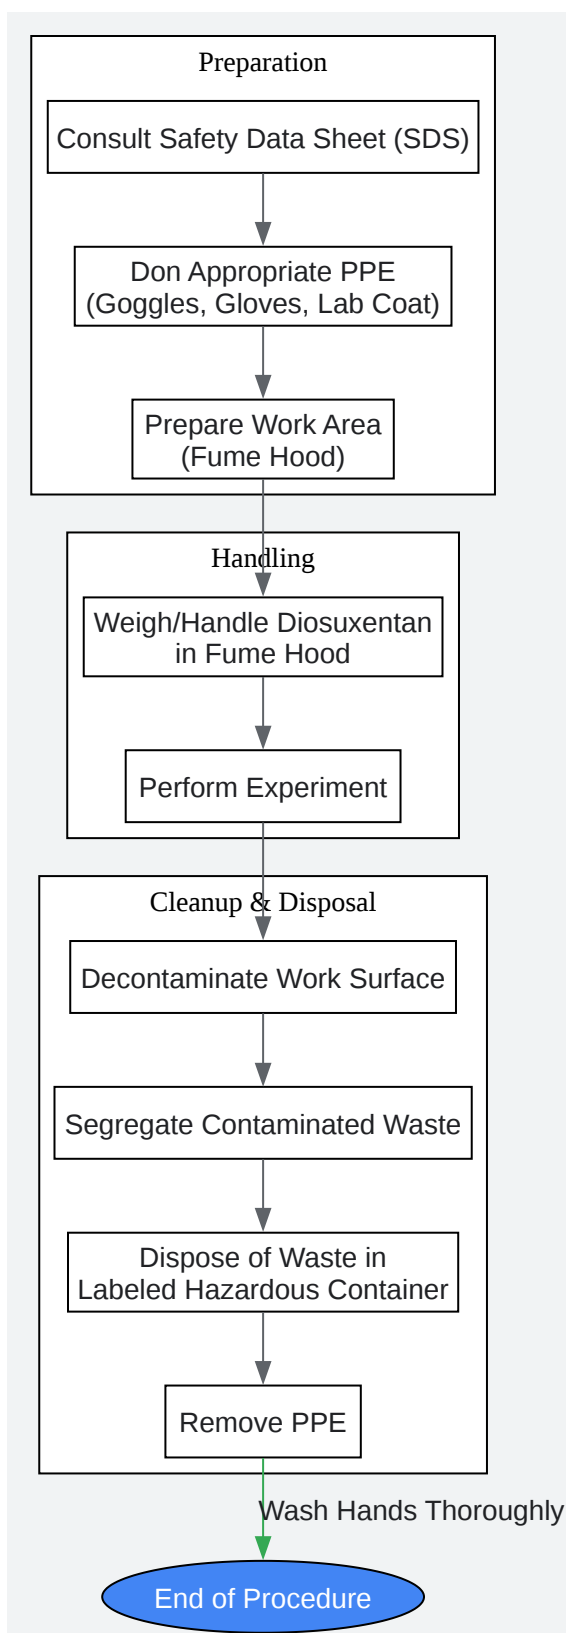 Preparation
Consult Safety Data Sheet (SDS)
Don Appropriate PPE
(Goggles, Gloves, Lab Coat)
Prepare Work Area
(Fume Hood)
Handling
Weigh/Handle Diosuxentan
in Fume Hood
Perform Experiment
Cleanup & Disposal
Decontaminate Work Surface
Segregate Contaminated Waste
Dispose of Waste in
Labeled Hazardous Container
Remove PPE
Wash Hands Thoroughly
End of Procedure